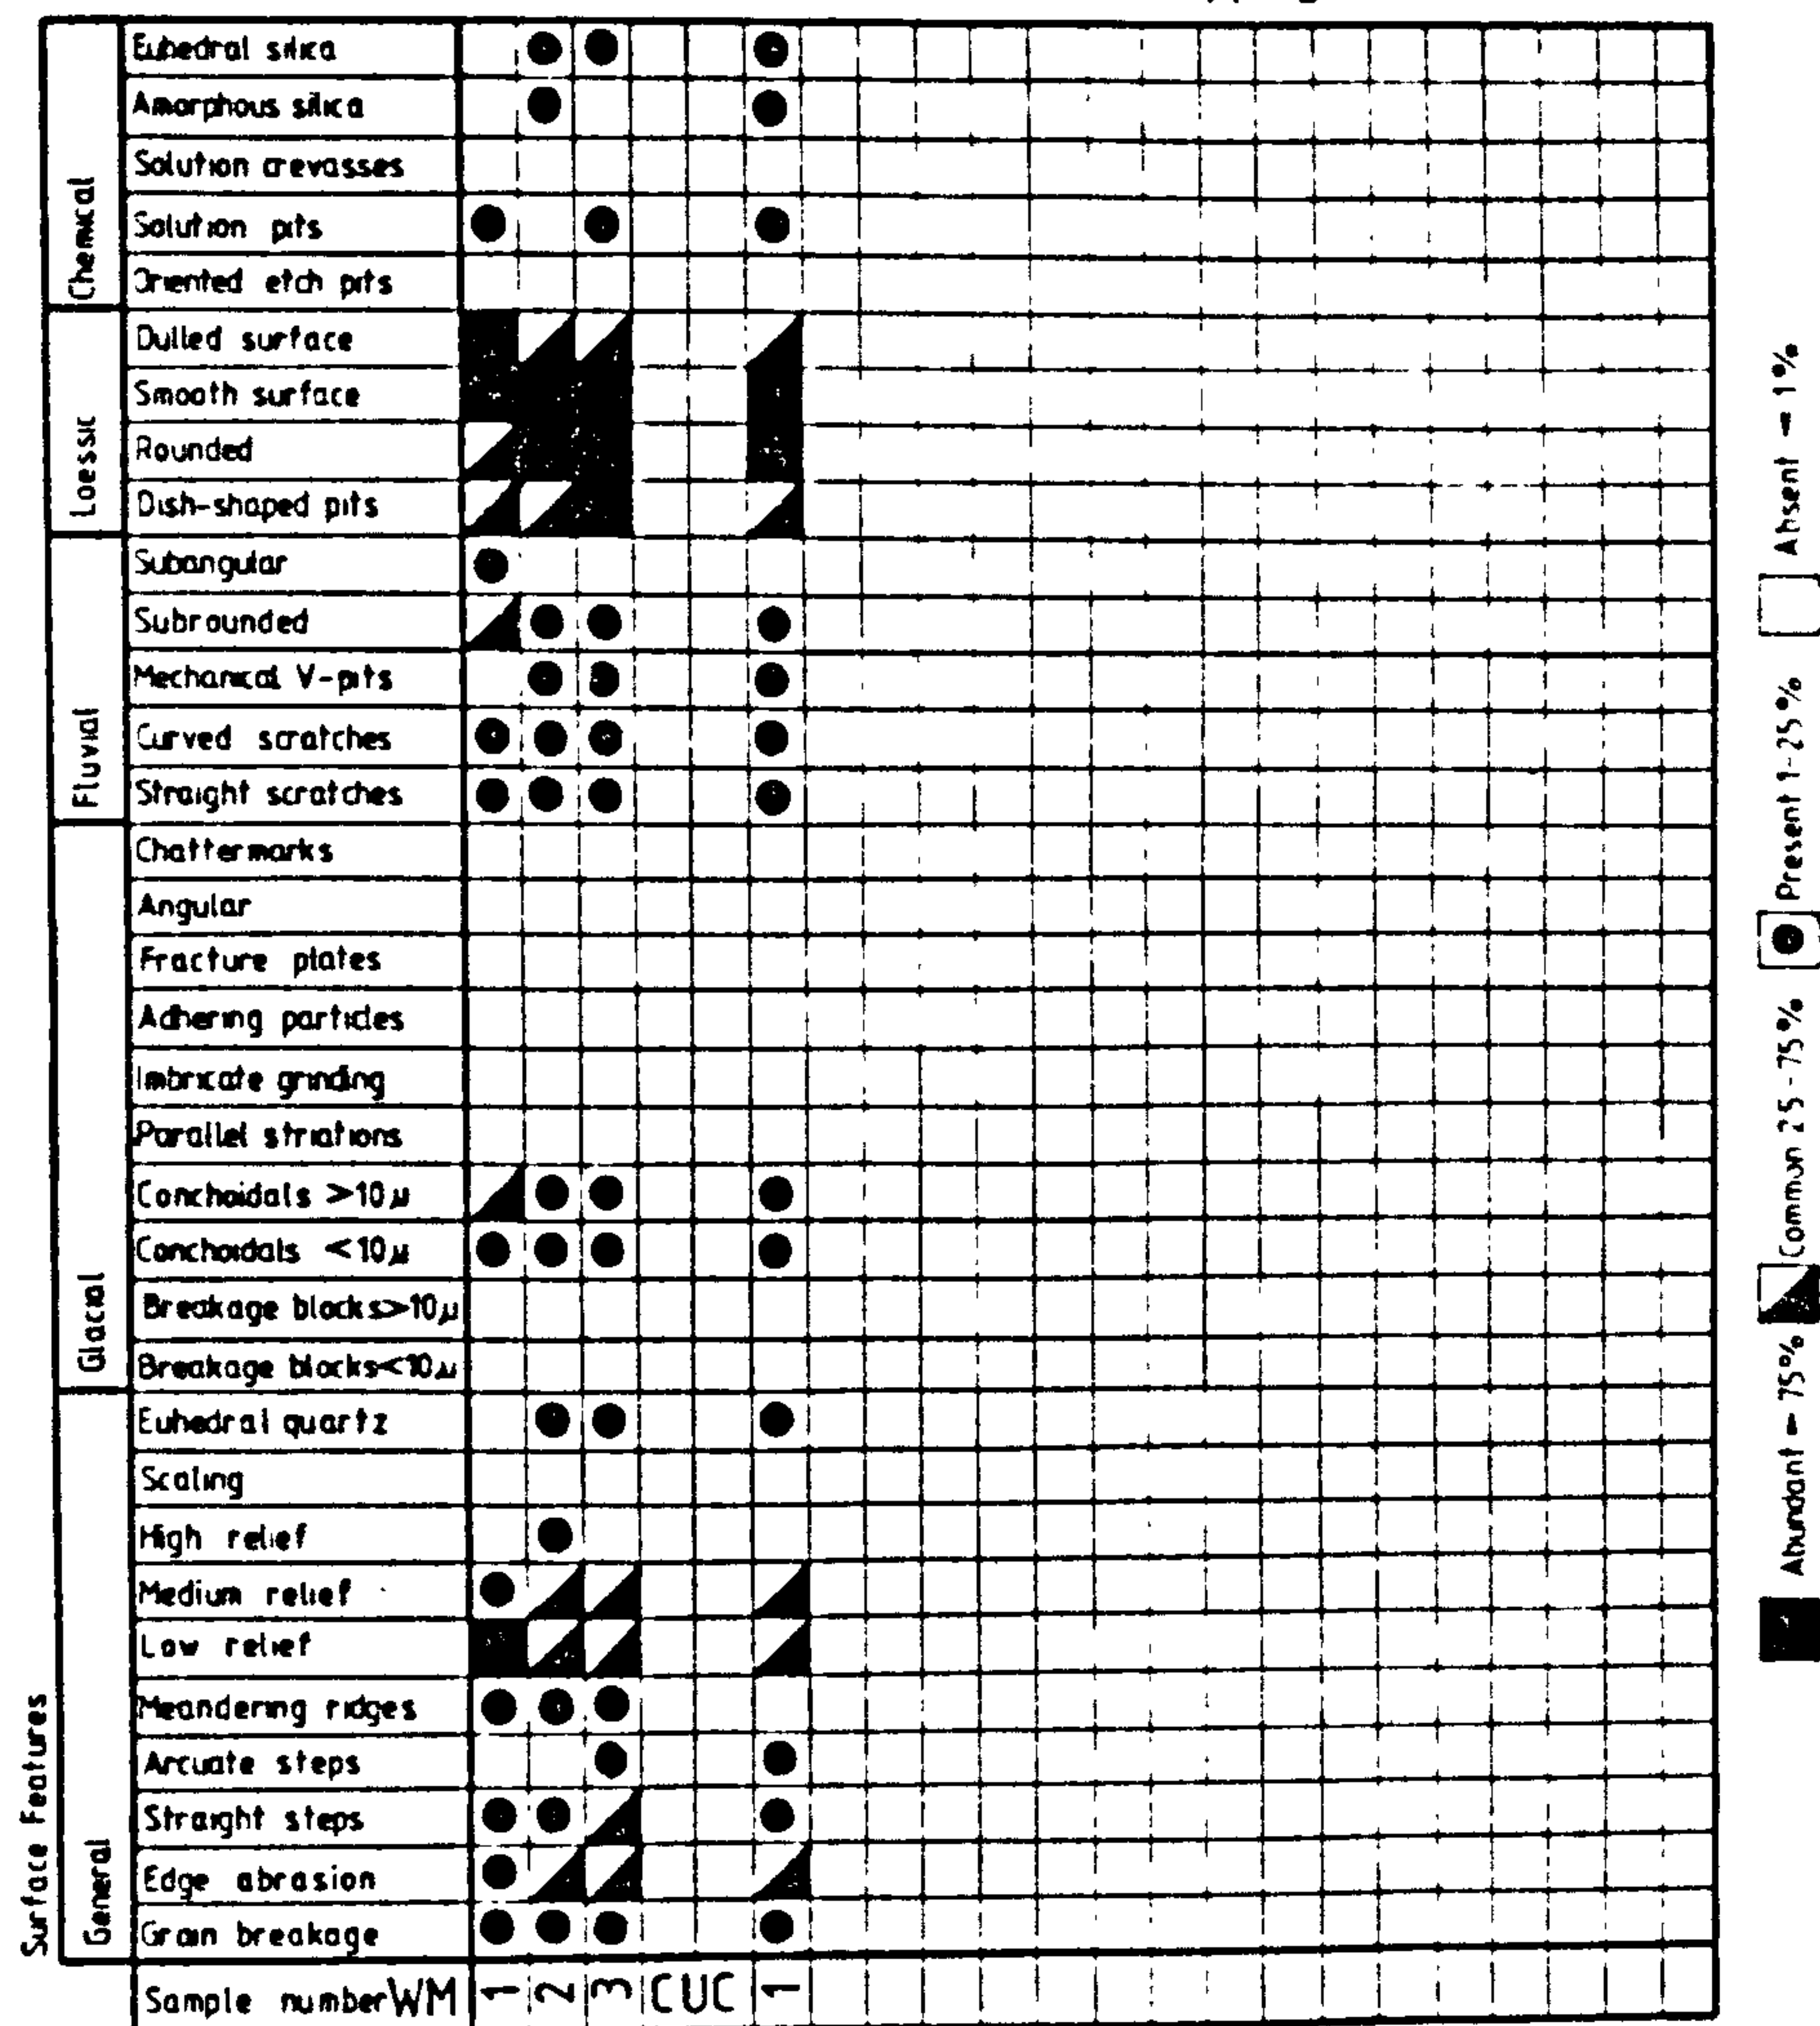 Chemical
Euhedral silica
Amorphous silica
Solution crevasses
Solution pits
Oriented etch pits
Loessic
Dulled surface
Smooth surface
Rounded
Dish-shaped pits
Fluvial
Subangular
Subrounded
Mechanical V-pits
Curved scratches
Straight scratches
Glacial
Chattermarks
Angular
Fracture plates
Adhering particles
Imbricate grinding
Parallel striations
Conchoidals >10µ
Conchoidals <10µ
Breakage blocks>10µ
Breakage blocks<10µ
Surface Features
General
Euhedral quartz
Scaling
High relief
Medium relief
Low relief
Meandering ridges
Arcuate steps
Straight steps
Edge abrasion
Grain breakage
Sample number WM 1 2 3 CUC 1
Abundant = 75% Common 25-75% Present 1-25% Absent = 1%